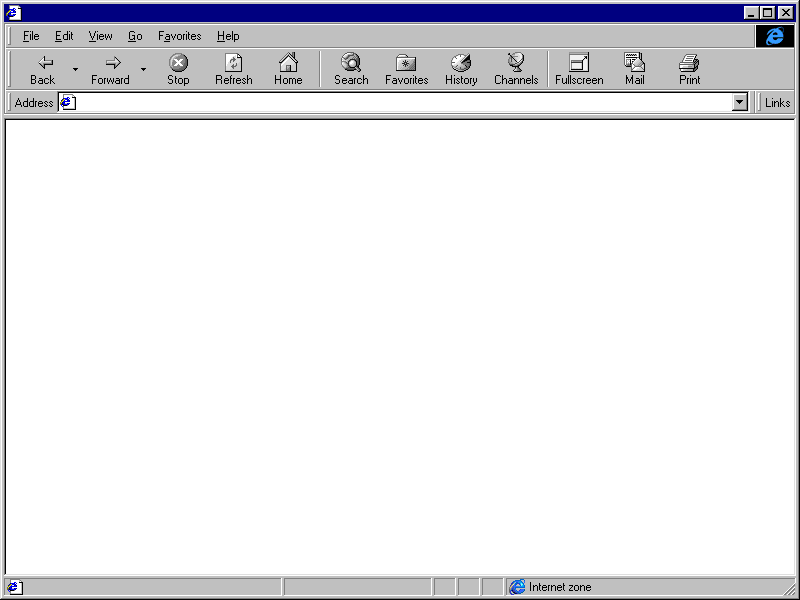 File Edit View Go Favorites Help
Back Forward Stop Refresh Home Search Favorites History Channels Fullscreen Mail Print
Address Links
Internet zone